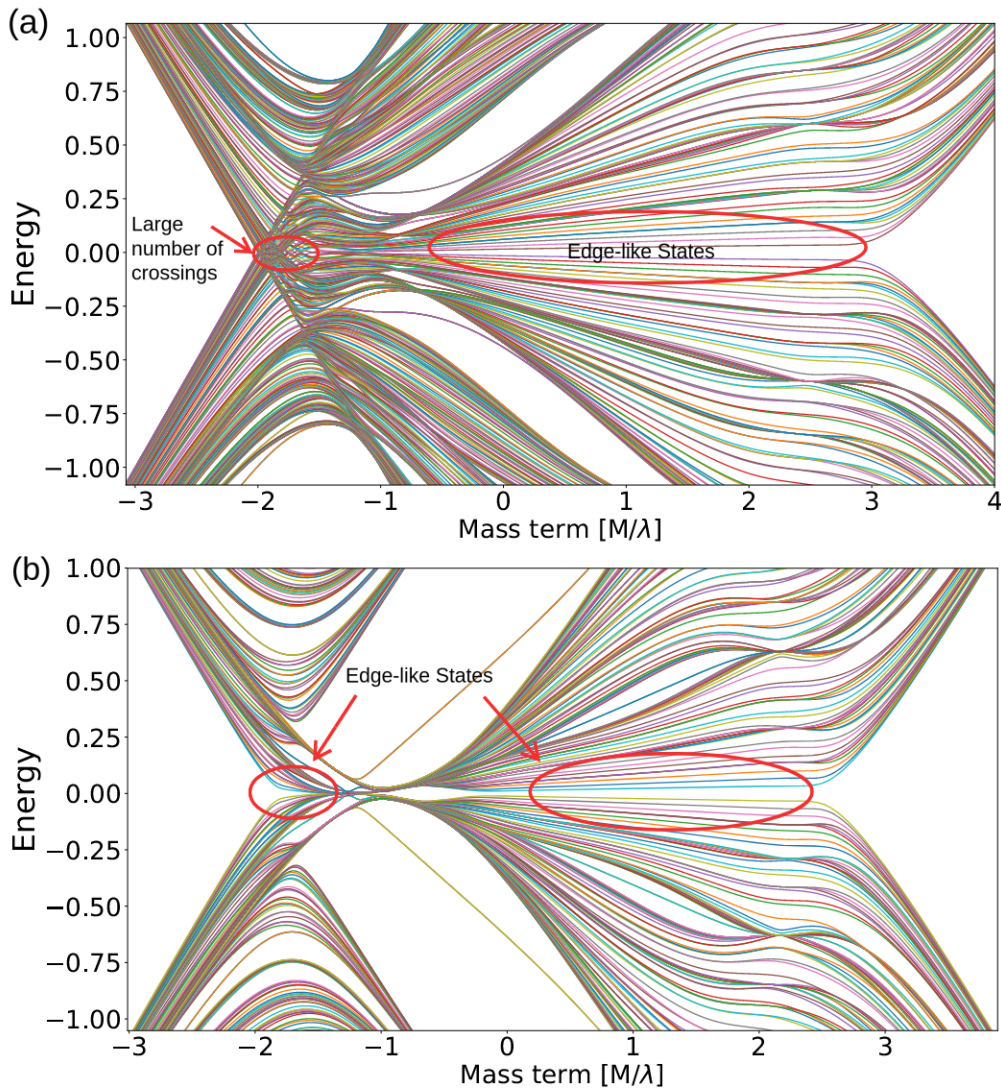 (a)
1.00
0.75
0.50
0.25
0.00
−0.25
−0.50
−0.75
−1.00
Energy
Large
number of
crossings
Edge-like States
−3 −2 −1 0 1 2 3 4
Mass term [M/λ]
(b)
1.00
0.75
0.50
0.25
0.00
−0.25
−0.50
−0.75
−1.00
Energy
Edge-like States
−3 −2 −1 0 1 2 3
Mass term [M/λ]